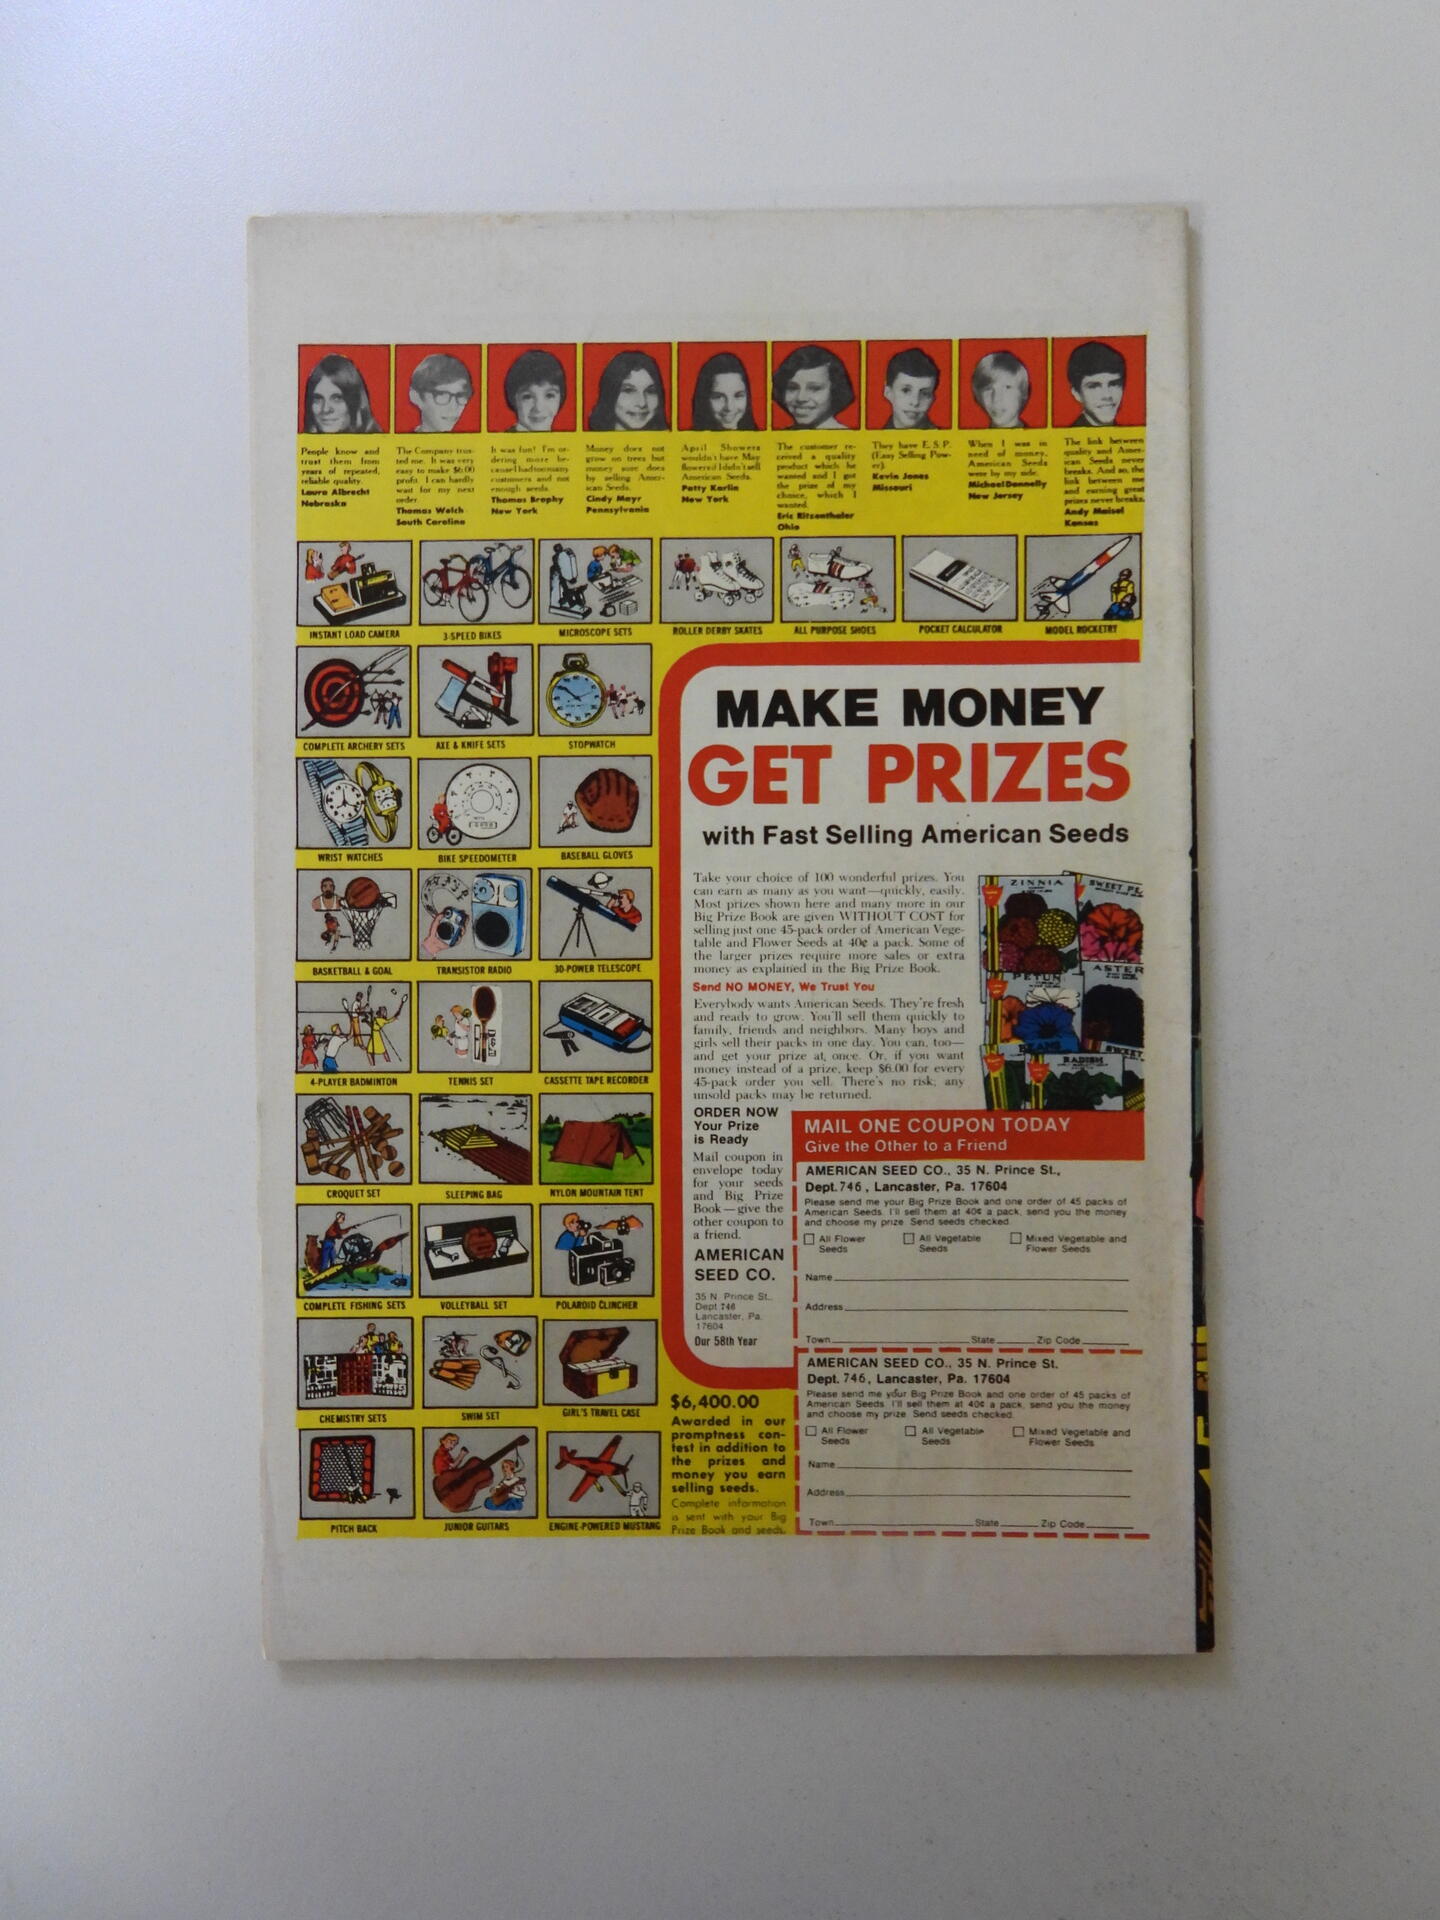 People know and
trust them from
years of repeated,
reliable quality.
Laura Albrecht
Nebraska
The Company trus-
ted me. It was very
easy to make $6.00
profit. I can hardly
wait for my next
order.
Thomas Welch
South Carolina
It was fun! I'm or-
dering more be-
cause I had too many
customers and not
enough seeds.
Thomas Brophy
New York
Money does not
grow on trees but
money sure does
by selling Ameri-
can Seeds.
Cindy Mayr
Pennsylvania
April Showers
wouldn't have May
flowers if I didn't sell
American Seeds.
Patty Karlin
New York
The customer re-
ceived a quality
product which he
wanted and I got
the prize of my
choice, which I
wanted.
Eric Ritzenthaler
Ohio
They have E. S. P.
(Easy Selling Pow-
er).
Kevin Jones
Missouri
When I was in
need of money,
American Seeds
were by my side.
Michael Donnelly
New Jersey
The link between
quality and Ameri-
can Seeds never
breaks. And so, the
link between me
and earning great
prizes never breaks.
Andy Maisel
Kansas
INSTANT LOAD CAMERA
3-SPEED BIKES
MICROSCOPE SETS
ROLLER DERBY SKATES
ALL PURPOSE SHOES
POCKET CALCULATOR
MODEL ROCKETRY
COMPLETE ARCHERY SETS
AXE & KNIFE SETS
STOPWATCH
WRIST WATCHES
BIKE SPEEDOMETER
BASEBALL GLOVES
BASKETBALL & GOAL
TRANSISTOR RADIO
30-POWER TELESCOPE
4-PLAYER BADMINTON
TENNIS SET
CASSETTE TAPE RECORDER
CROQUET SET
SLEEPING BAG
NYLON MOUNTAIN TENT
COMPLETE FISHING SETS
VOLLEYBALL SET
POLAROID CLINCHER
CHEMISTRY SETS
SWIM SET
GIRL'S TRAVEL CASE
PITCH BACK
JUNIOR GUITARS
ENGINE-POWERED MUSTANG
MAKE MONEY
GET PRIZES
with Fast Selling American Seeds
Take your choice of 100 wonderful prizes. You
can earn as many as you want—quickly, easily.
Most prizes shown here and many more in our
Big Prize Book are given WITHOUT COST for
selling just one 45-pack order of American Vege-
table and Flower Seeds at 40¢ a pack. Some of
the larger prizes require more sales or extra
money as explained in the Big Prize Book.
Send NO MONEY, We Trust You
Everybody wants American Seeds. They're fresh
and ready to grow. You'll sell them quickly to
family, friends and neighbors. Many boys and
girls sell their packs in one day. You can, too—
and get your prize at once. Or, if you want
money instead of a prize, keep $6.00 for every
45-pack order you sell. There's no risk; any
unsold packs may be returned.
ZINNIA
SWEET PE
PETUN
ASTER
BEANS
RADISH
SWEET
ORDER NOW
Your Prize
is Ready
Mail coupon in
envelope today
for your seeds
and Big Prize
Book—give the
other coupon to
a friend.
AMERICAN
SEED CO.
35 N. Prince St.,
Dept 746
Lancaster, Pa.
17604
Our 58th Year
MAIL ONE COUPON TODAY
Give the Other to a Friend
AMERICAN SEED CO., 35 N. Prince St.,
Dept. 746, Lancaster, Pa. 17604
Please send me your Big Prize Book and one order of 45 packs of
American Seeds. I'll sell them at 40¢ a pack, send you the money
and choose my prize. Send seeds checked.
All Flower
Seeds
All Vegetable
Seeds
Mixed Vegetable and
Flower Seeds
Name
Address
Town State Zip Code
AMERICAN SEED CO., 35 N. Prince St.
Dept. 746, Lancaster, Pa. 17604
Please send me your Big Prize Book and one order of 45 packs of
American Seeds. I'll sell them at 40¢ a pack, send you the money
and choose my prize. Send seeds checked.
All Flower
Seeds
All Vegetable
Seeds
Mixed Vegetable and
Flower Seeds
Name
Address
Town State Zip Code
$6,400.00
Awarded in our
promptness con-
test in addition to
the prizes and
money you earn
selling seeds.
Complete information
is sent with your Big
Prize Book and seeds.